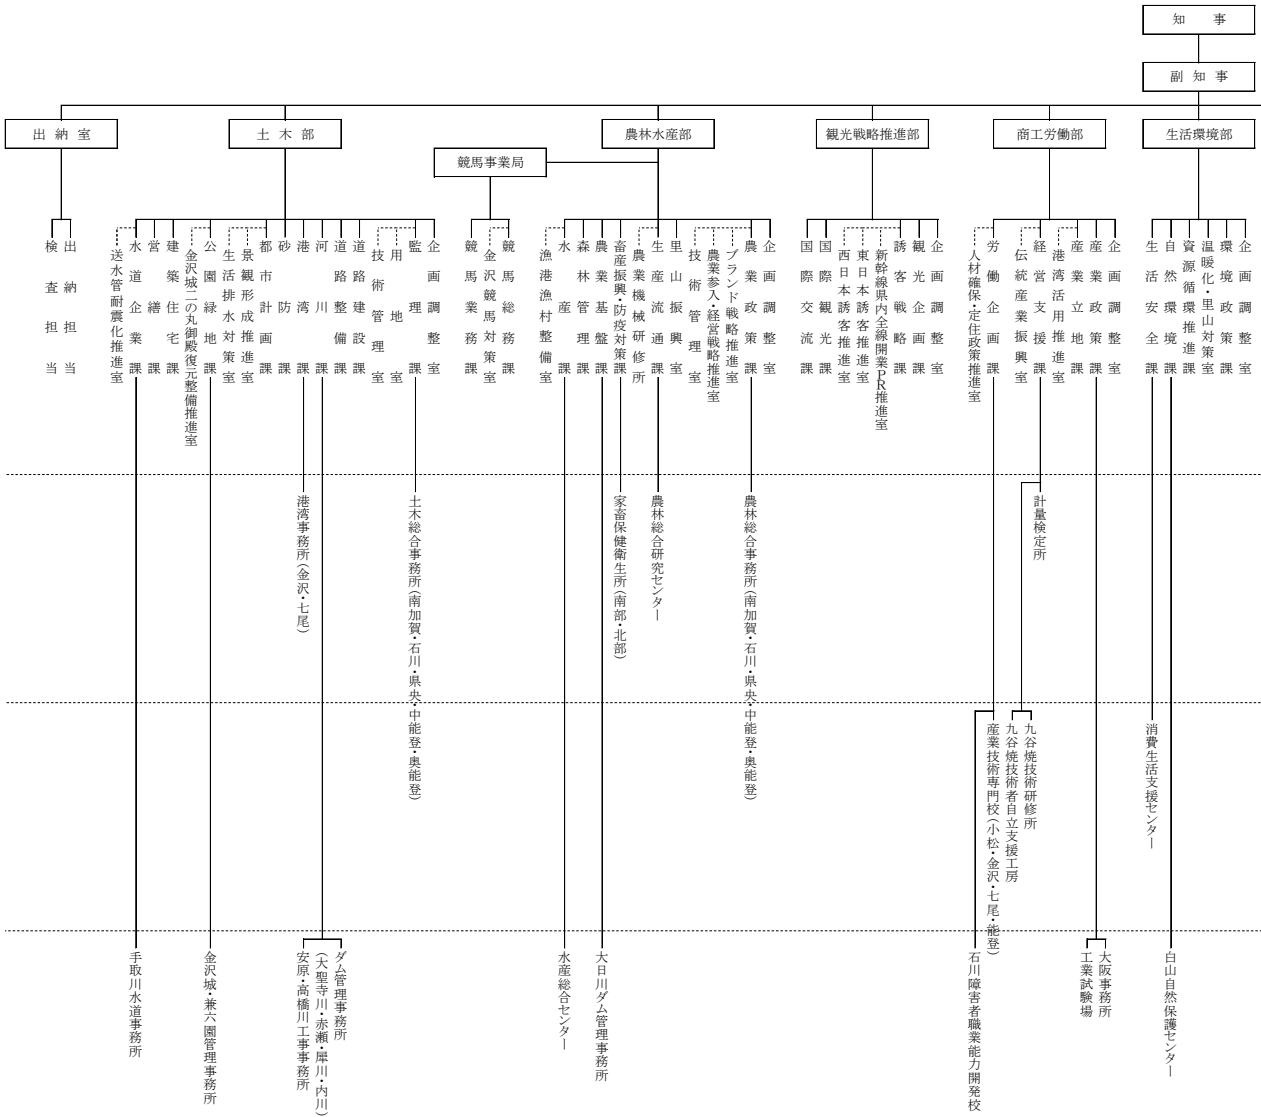 知事
副知事
生活環境部
商工労働部
観光戦略推進部
農林水産部
競馬事業局
土木部
出納室
企画調整室
環境政策課
温暖化・里山対策室
資源循環推進課
自然環境課
生活安全課
企画調整室
産業政策課
産業立地課
港湾活用推進室
経営支援課
伝統産業振興室
労働企画課
人材確保・定住政策推進室
企画調整室
観光企画課
誘客戦略課
新幹線県内全線開業PR推進室
東日本誘客推進室
西日本誘客推進室
国際観光課
国際交流課
企画調整室
農業政策課
ブランド戦略推進室
農業参入・経営戦略推進室
技術管理室
里山振興室
生産流通課
農業機械研修所
畜産振興・防疫対策課
農業基盤課
森林管理課
水産課
漁港漁村整備室
競馬総務課
金沢競馬対策室
競馬業務課
企画調整室
監理課
用地室
技術管理室
道路建設課
道路整備課
河川課
港湾課
砂防課
都市計画課
景観形成推進室
生活排水対策室
公園緑地課
金沢城二の丸御殿復元整備推進室
建築住宅課
営繕課
水道企業課
送水管耐震化推進室
出納担当
検査担当
計量検定所
農林総合事務所(南加賀・石川・県央・中能登・奥能登)
農林総合研究センター
家畜保健衛生所(南部・北部)
土木総合事務所(南加賀・石川・県央・中能登・奥能登)
港湾事務所(金沢・七尾)
消費生活支援センター
九谷焼技術研修所
九谷焼技術者自立支援工房
産業技術専門校(小松・金沢・七尾・能登)
白山自然保護センター
大阪事務所
工業試験場
石川障害者職業能力開発校
大日川ダム管理事務所
水産総合センター
ダム管理事務所
(大聖寺川・赤瀬・犀川・内川)
安原・高橋川工事事務所
金沢城・兼六園管理事務所
手取川水道事務所